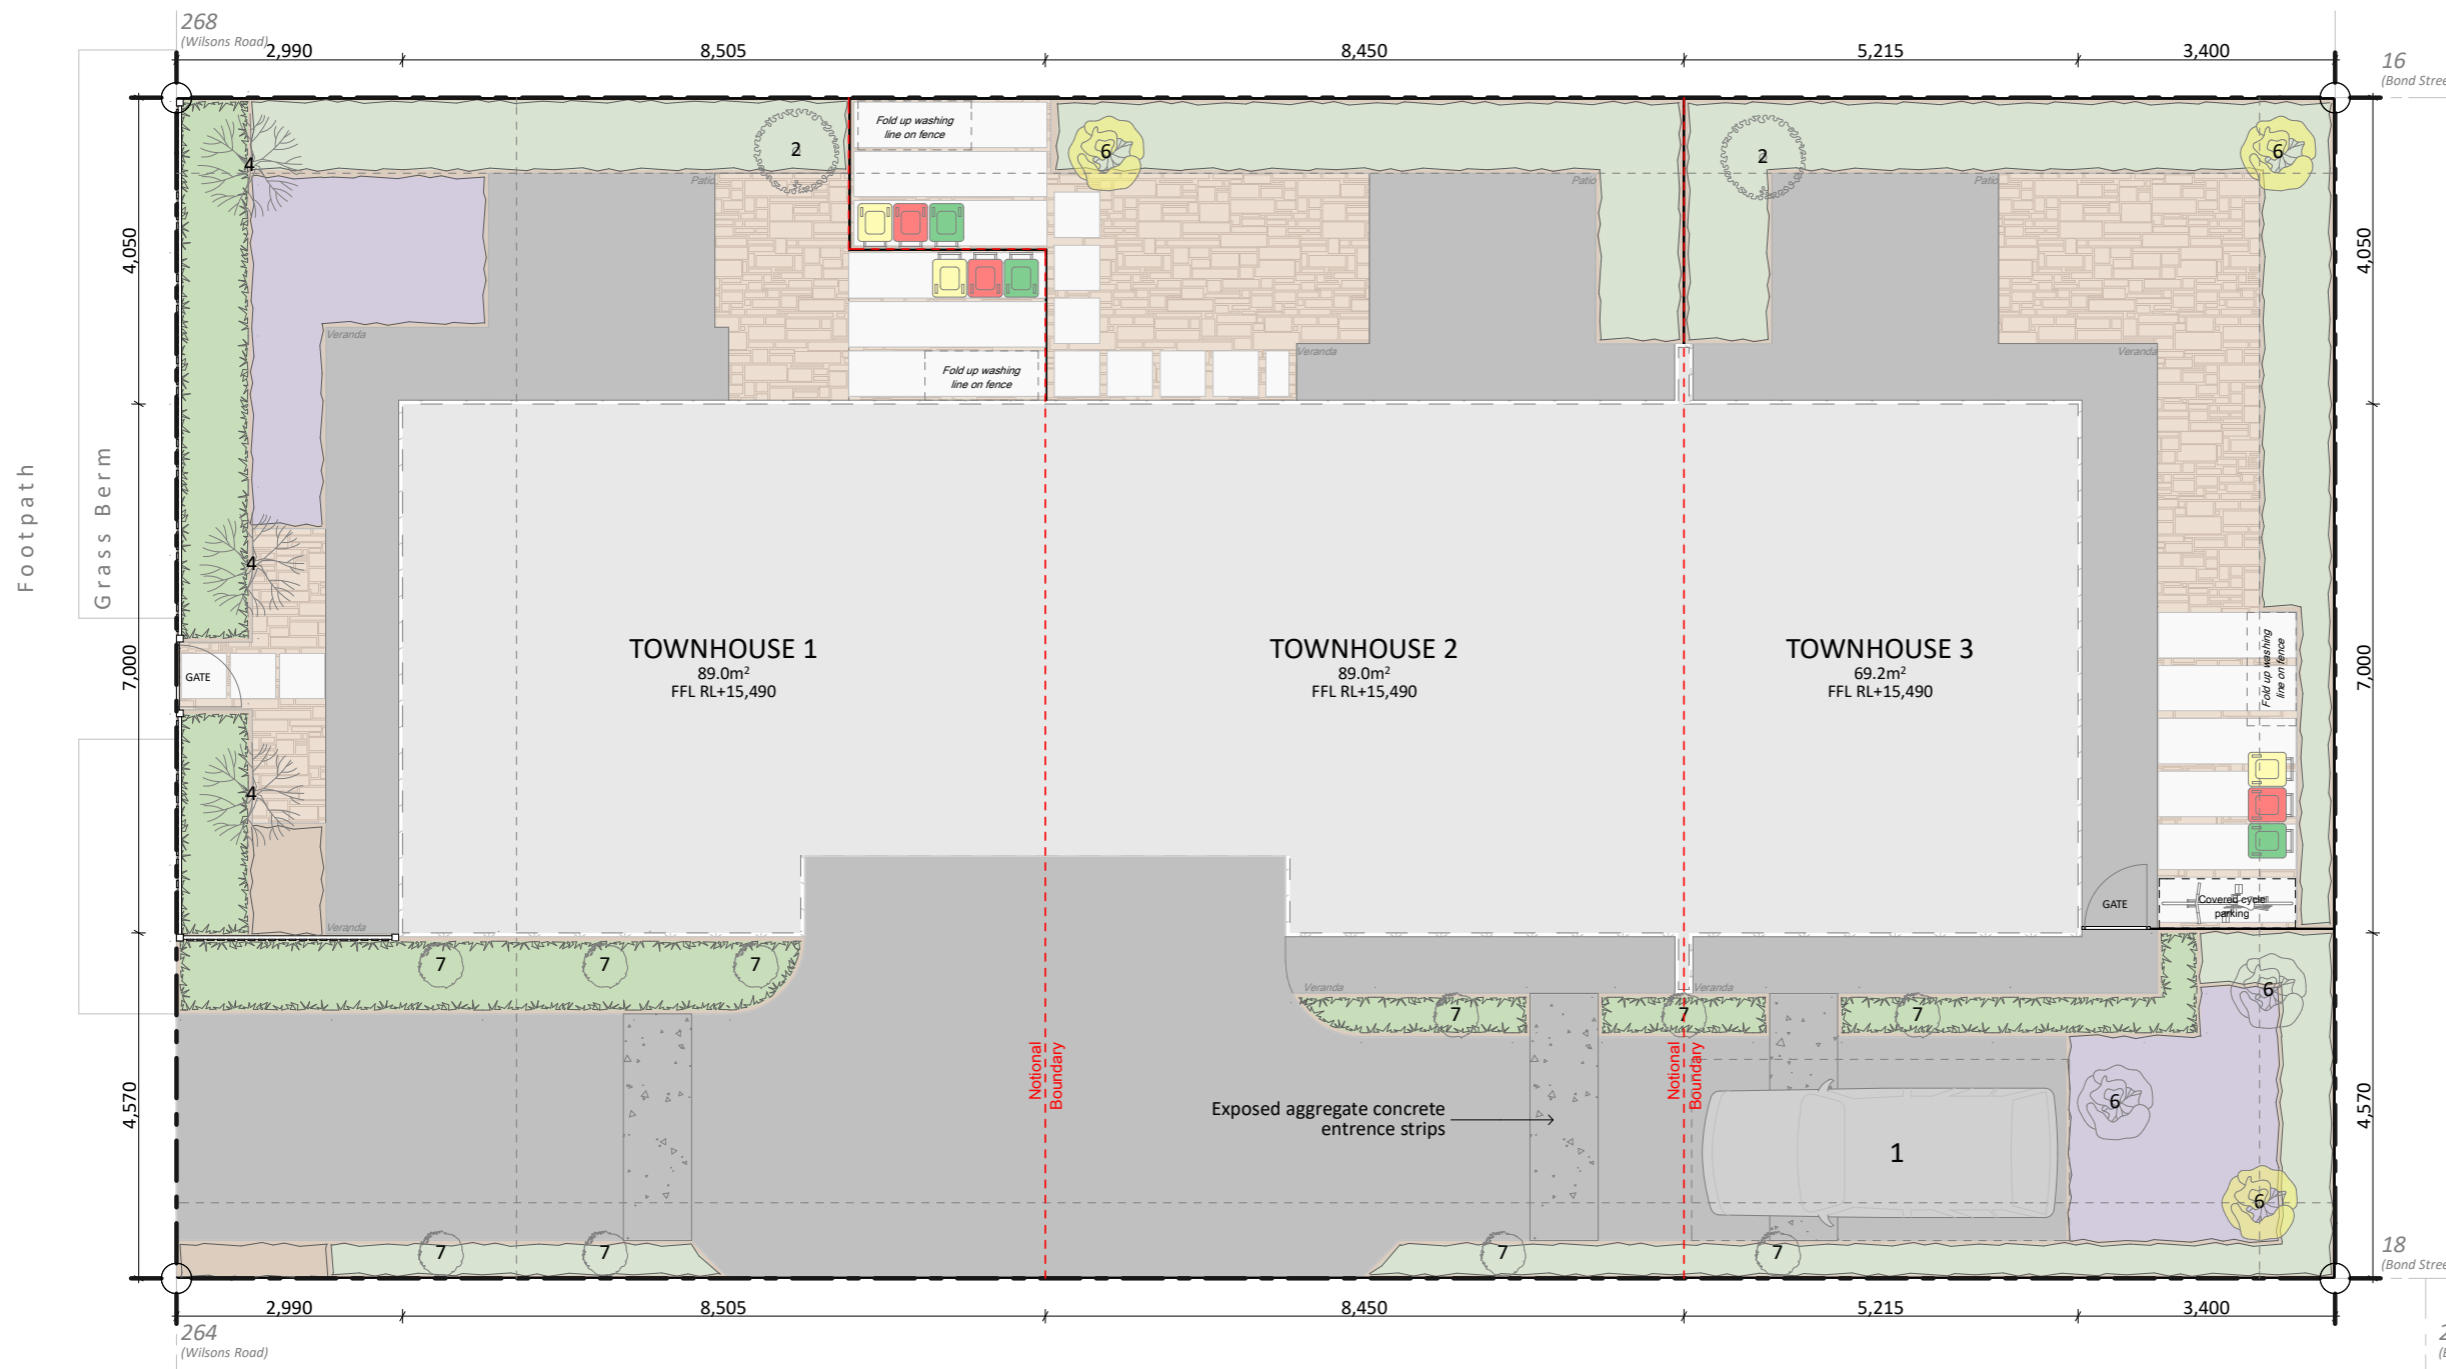 268
(Wilsons Road)
2,990
8,505
8,450
5,215
3,400
16
Fold up washing
line on fence
2
6
2
6
4
Patio
Patio
Patio
4,050
4,050
Veranda
Veranda
Veranda
Fold up washing
line on fence
Footpath
Grass Berm
4
TOWNHOUSE 1
89.0m²
FFL RL+15,490
TOWNHOUSE 2
89.0m²
FFL RL+15,490
TOWNHOUSE 3
69.2m²
FFL RL+15,490
Fold up washing
line on fence
7,000
7,000
GATE
4
GATE
Covered cycle
parking
Veranda
7
7
7
Veranda
Veranda
6
7
7
7
Notional
Boundary
Notional
Boundary
4,570
4,570
Exposed aggregate concrete
entrence strips
6
1
6
7
7
7
7
18
2,990
8,505
8,450
5,215
3,400
264
(Wilsons Road)